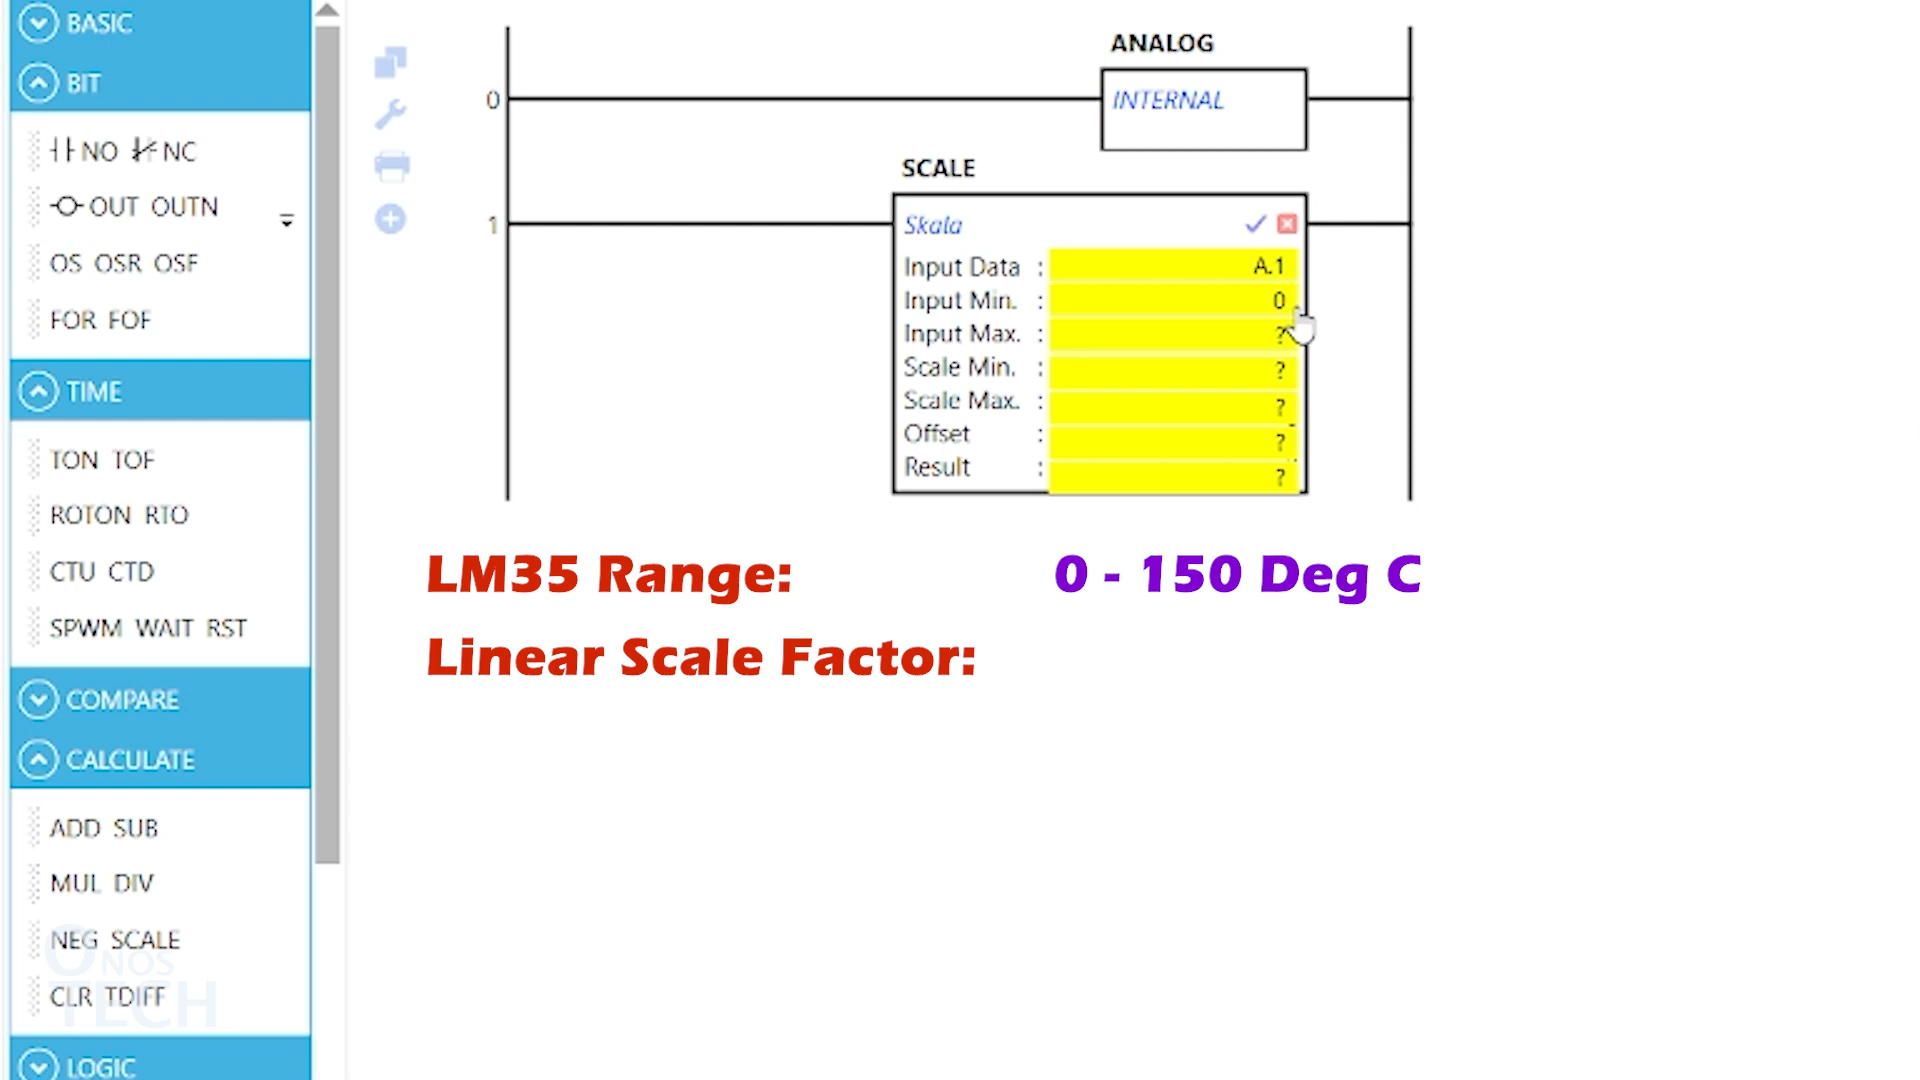 BASIC
BIT
NO NC
OUT OUTN
OS OSR OSF
FOR FOF
TIME
TON TOF
ROTON RTO
CTU CTD
SPWM WAIT RST
COMPARE
CALCULATE
ADD SUB
MUL DIV
NEG SCALE
CLR TDIFF
LOGIC
ONOS
TECH
ANALOG
0
INTERNAL
SCALE
1
Skala
Input Data : A.1
Input Min. : 0
Input Max. : ?
Scale Min. : ?
Scale Max. : ?
Offset : ?
Result : ?
LM35 Range: 0 - 150 Deg C
Linear Scale Factor: